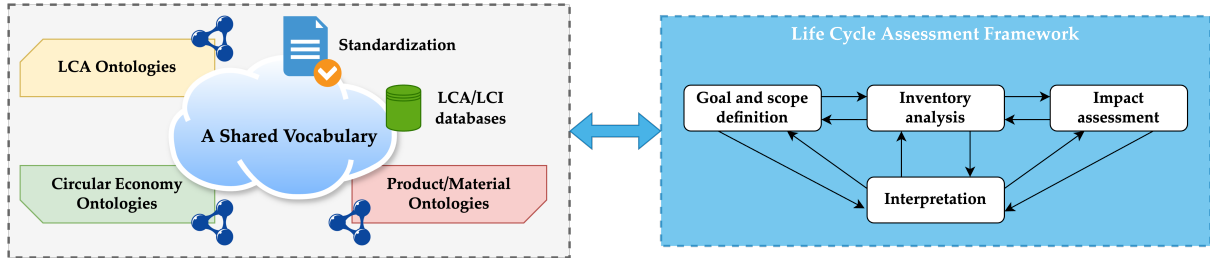 Standardization
LCA Ontologies
LCA/LCI
databases
A Shared Vocabulary
Circular Economy
Ontologies
Product/Material
Ontologies
Life Cycle Assessment Framework
Goal and scope
definition
Inventory
analysis
Impact
assessment
Interpretation